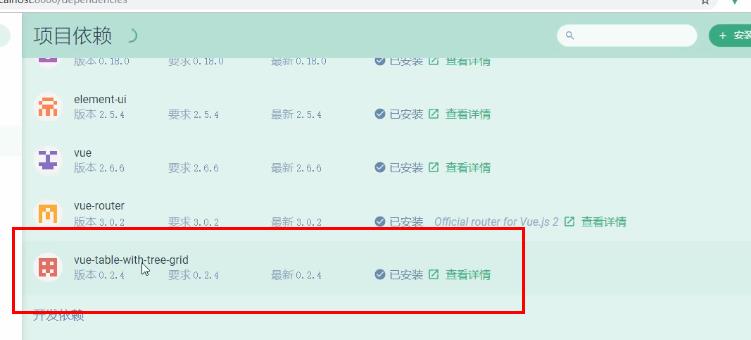 localhost:8000/dependencies
项目依赖
+ 安装
版本 0.18.0 要求 0.18.0 最新 0.18.0 已安装 查看详情
element-ui
版本 2.5.4 要求 2.5.4 最新 2.5.4 已安装 查看详情
vue
版本 2.6.6 要求 2.6.6 最新 2.6.6 已安装 查看详情
vue-router
版本 3.0.2 要求 3.0.2 最新 3.0.2 已安装 Official router for Vue.js 2 查看详情
vue-table-with-tree-grid
版本 0.2.4 要求 0.2.4 最新 0.2.4 已安装 查看详情
开发依赖